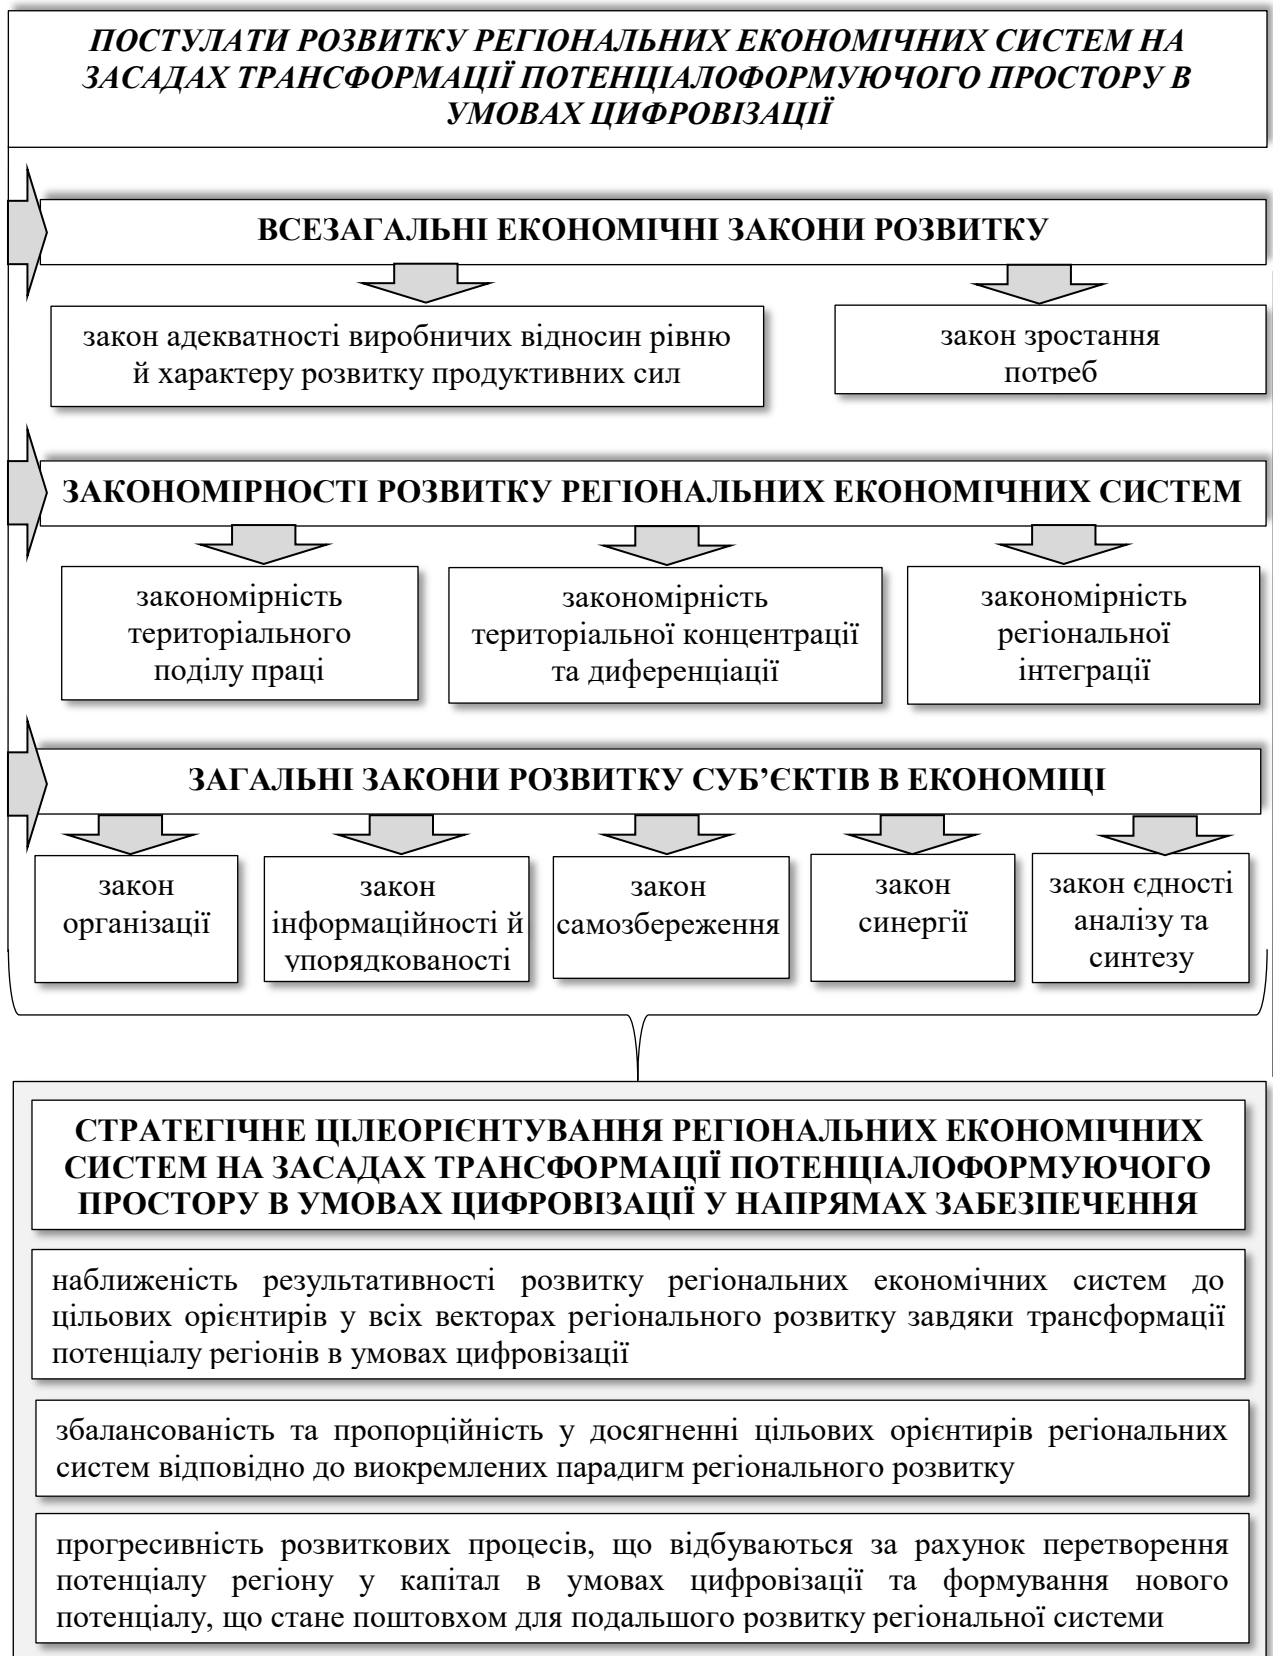 ПОСТУЛАТИ РОЗВИТКУ РЕГІОНАЛЬНИХ ЕКОНОМІЧНИХ СИСТЕМ НА
ЗАСАДАХ ТРАНСФОРМАЦІЇ ПОТЕНЦІАЛОФОРМУЮЧОГО ПРОСТОРУ В
УМОВАХ ЦИФРОВІЗАЦІЇ
ВСЕЗАГАЛЬНІ ЕКОНОМІЧНІ ЗАКОНИ РОЗВИТКУ
закон адекватності виробничих відносин рівню
й характеру розвитку продуктивних сил
закон зростання
потреб
ЗАКОНОМІРНОСТІ РОЗВИТКУ РЕГІОНАЛЬНИХ ЕКОНОМІЧНИХ СИСТЕМ
закономірність
територіального
поділу праці
закономірність
територіальної концентрації
та диференціації
закономірність
регіональної
інтеграції
ЗАГАЛЬНІ ЗАКОНИ РОЗВИТКУ СУБ’ЄКТІВ В ЕКОНОМІЦІ
закон
організації
закон
інформаційності й
упорядкованості
закон
самозбереження
закон
синергії
закон єдності
аналізу та
синтезу
СТРАТЕГІЧНЕ ЦІЛЕОРІЄНТУВАННЯ РЕГІОНАЛЬНИХ ЕКОНОМІЧНИХ
СИСТЕМ НА ЗАСАДАХ ТРАНСФОРМАЦІЇ ПОТЕНЦІАЛОФОРМУЮЧОГО
ПРОСТОРУ В УМОВАХ ЦИФРОВІЗАЦІЇ У НАПРЯМАХ ЗАБЕЗПЕЧЕННЯ
наближеність результативності розвитку регіональних економічних систем до
цільових орієнтирів у всіх векторах регіонального розвитку завдяки трансформації
потенціалу регіонів в умовах цифровізації
збалансованість та пропорційність у досягненні цільових орієнтирів регіональних
систем відповідно до виокремлених парадигм регіонального розвитку
прогресивність розвиткових процесів, що відбуваються за рахунок перетворення
потенціалу регіону у капітал в умовах цифровізації та формування нового
потенціалу, що стане поштовхом для подальшого розвитку регіональної системи